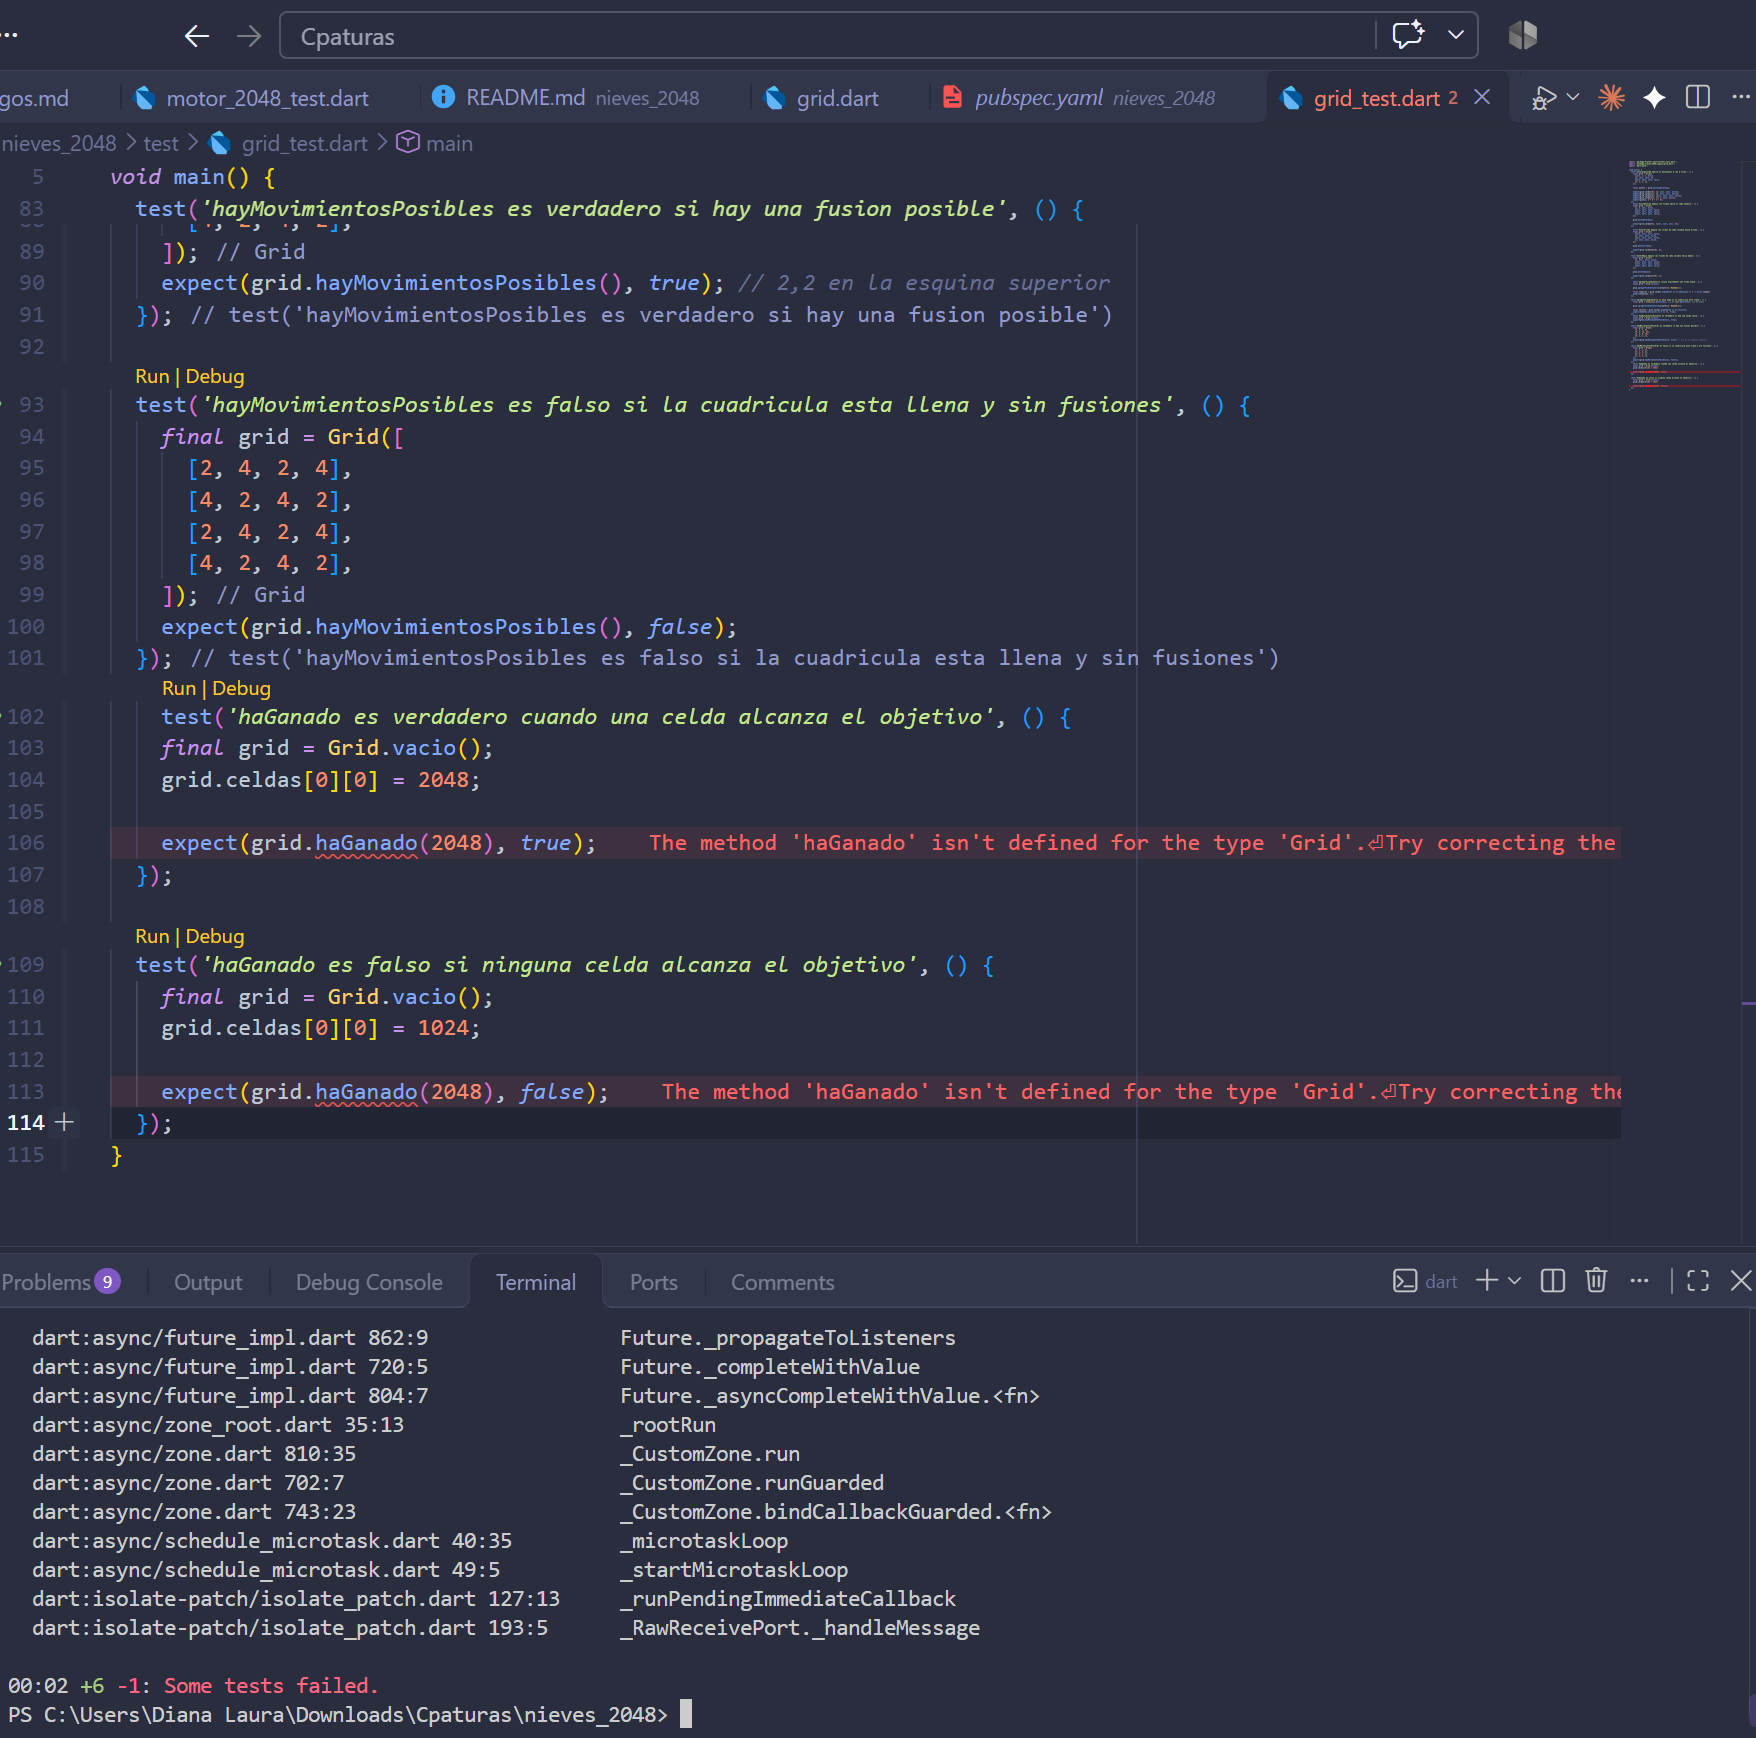 Cpaturas
gos.md
motor_2048_test.dart
README.md nieves_2048
grid.dart
pubspec.yaml nieves_2048
grid_test.dart 2
nieves_2048 > test > grid_test.dart > main
5 void main() {
83 test('hayMovimientosPosibles es verdadero si hay una fusion posible', () {
89 ]); // Grid
90 expect(grid.hayMovimientosPosibles(), true); // 2,2 en la esquina superior
91 }); // test('hayMovimientosPosibles es verdadero si hay una fusion posible')
92
Run | Debug
93 test('hayMovimientosPosibles es falso si la cuadricula esta llena y sin fusiones', () {
94 final grid = Grid([
95 [2, 4, 2, 4],
96 [4, 2, 4, 2],
97 [2, 4, 2, 4],
98 [4, 2, 4, 2],
99 ]); // Grid
100 expect(grid.hayMovimientosPosibles(), false);
101 }); // test('hayMovimientosPosibles es falso si la cuadricula esta llena y sin fusiones')
Run | Debug
102 test('haGanado es verdadero cuando una celda alcanza el objetivo', () {
103 final grid = Grid.vacio();
104 grid.celdas[0][0] = 2048;
105
106 expect(grid.haGanado(2048), true); The method 'haGanado' isn't defined for the type 'Grid'.⏎Try correcting the
107 });
108
Run | Debug
109 test('haGanado es falso si ninguna celda alcanza el objetivo', () {
110 final grid = Grid.vacio();
111 grid.celdas[0][0] = 1024;
112
113 expect(grid.haGanado(2048), false); The method 'haGanado' isn't defined for the type 'Grid'.⏎Try correcting the
114 });
115 }
Problems 9
Output
Debug Console
Terminal
Ports
Comments
dart
dart:async/future_impl.dart 862:9 Future._propagateToListeners
dart:async/future_impl.dart 720:5 Future._completeWithValue
dart:async/future_impl.dart 804:7 Future._asyncCompleteWithValue.<fn>
dart:async/zone_root.dart 35:13 _rootRun
dart:async/zone.dart 810:35 _CustomZone.run
dart:async/zone.dart 702:7 _CustomZone.runGuarded
dart:async/zone.dart 743:23 _CustomZone.bindCallbackGuarded.<fn>
dart:async/schedule_microtask.dart 40:35 _microtaskLoop
dart:async/schedule_microtask.dart 49:5 _startMicrotaskLoop
dart:isolate-patch/isolate_patch.dart 127:13 _runPendingImmediateCallback
dart:isolate-patch/isolate_patch.dart 193:5 _RawReceivePort._handleMessage
00:02 +6 -1: Some tests failed.
PS C:\Users\Diana Laura\Downloads\Cpaturas\nieves_2048>